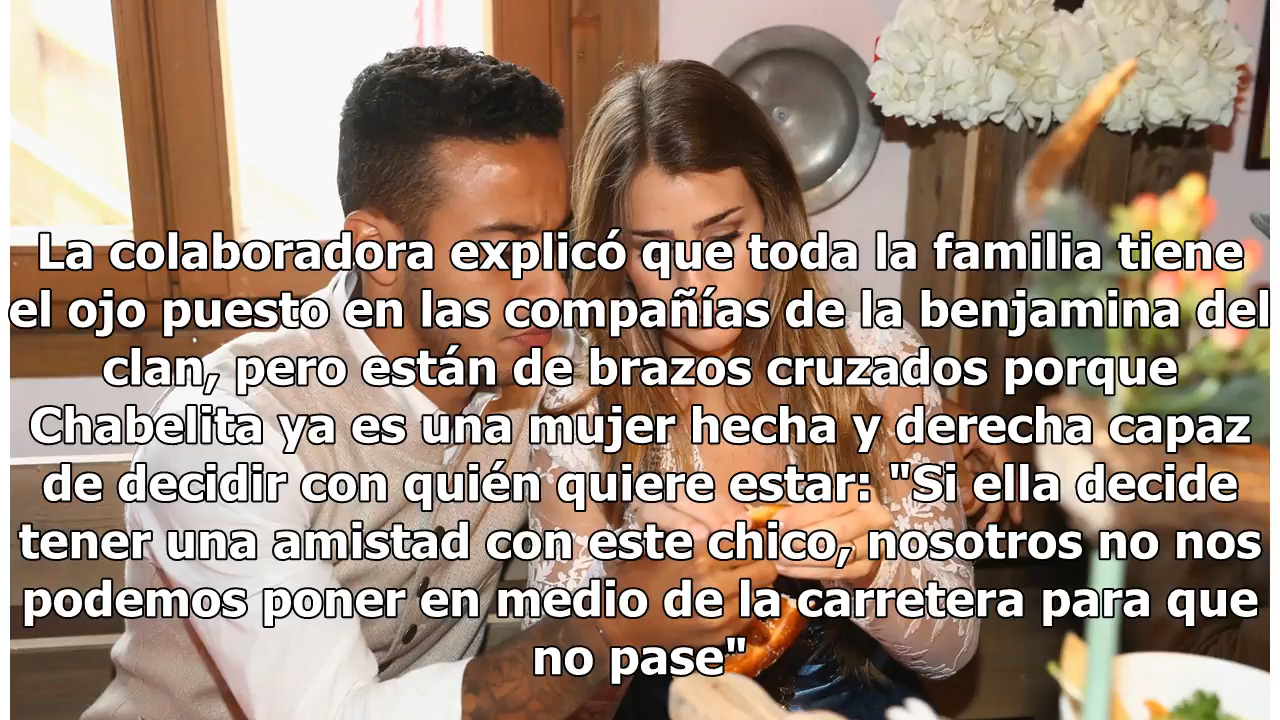 La colaboradora explicó que toda la familia tiene
el ojo puesto en las compañías de la benjamina del
clan, pero están de brazos cruzados porque
Chabelita ya es una mujer hecha y derecha capaz
de decidir con quién quiere estar: "Si ella decide
tener una amistad con este chico, nosotros no nos
podemos poner en medio de la carretera para que
no pase"